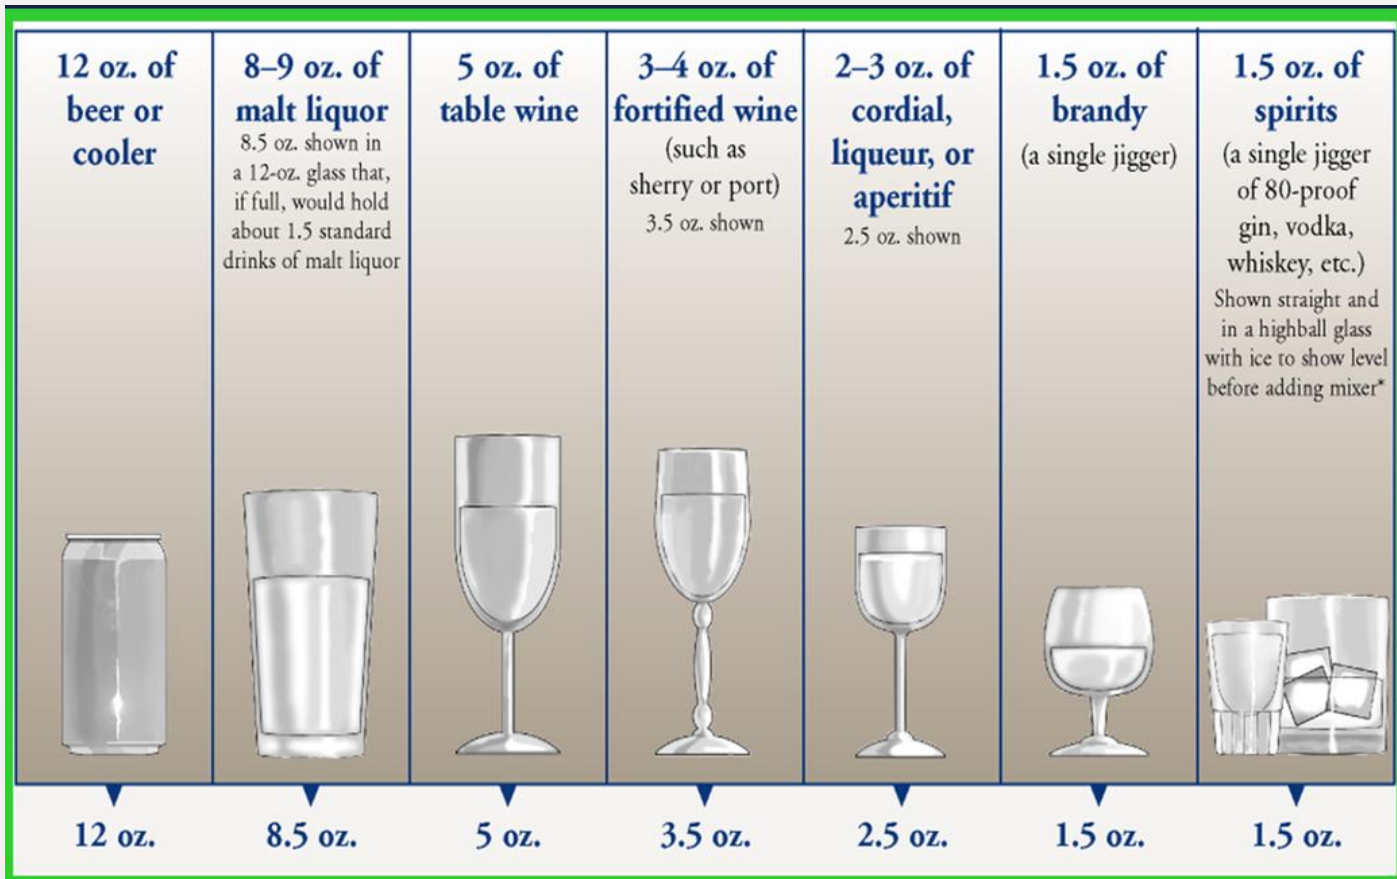 12 oz. of
beer or
cooler
8–9 oz. of
malt liquor
8.5 oz. shown in
a 12-oz. glass that,
if full, would hold
about 1.5 standard
drinks of malt liquor
5 oz. of
table wine
3–4 oz. of
fortified wine
(such as
sherry or port)
3.5 oz. shown
2–3 oz. of
cordial,
liqueur, or
aperitif
2.5 oz. shown
1.5 oz. of
brandy
(a single jigger)
1.5 oz. of
spirits
(a single jigger
of 80-proof
gin, vodka,
whiskey, etc.)
Shown straight and
in a highball glass
with ice to show level
before adding mixer*
12 oz.
8.5 oz.
5 oz.
3.5 oz.
2.5 oz.
1.5 oz.
1.5 oz.